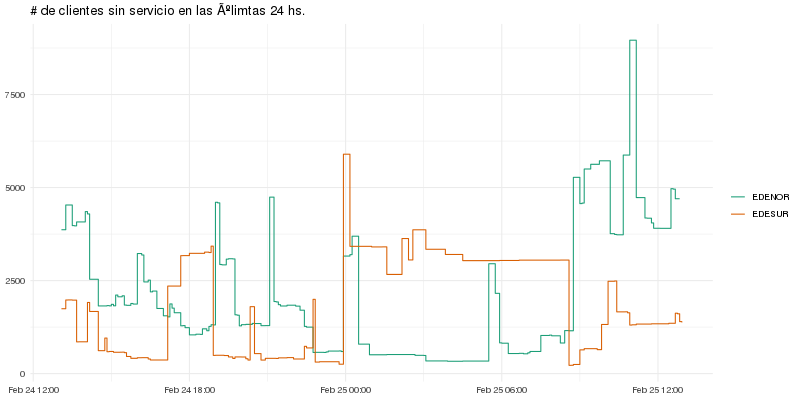 # de clientes sin servicio en las Ãºlimtas 24 hs.
7500
5000
2500
0
Feb 24 12:00
Feb 24 18:00
Feb 25 00:00
Feb 25 06:00
Feb 25 12:00
EDENOR
EDESUR